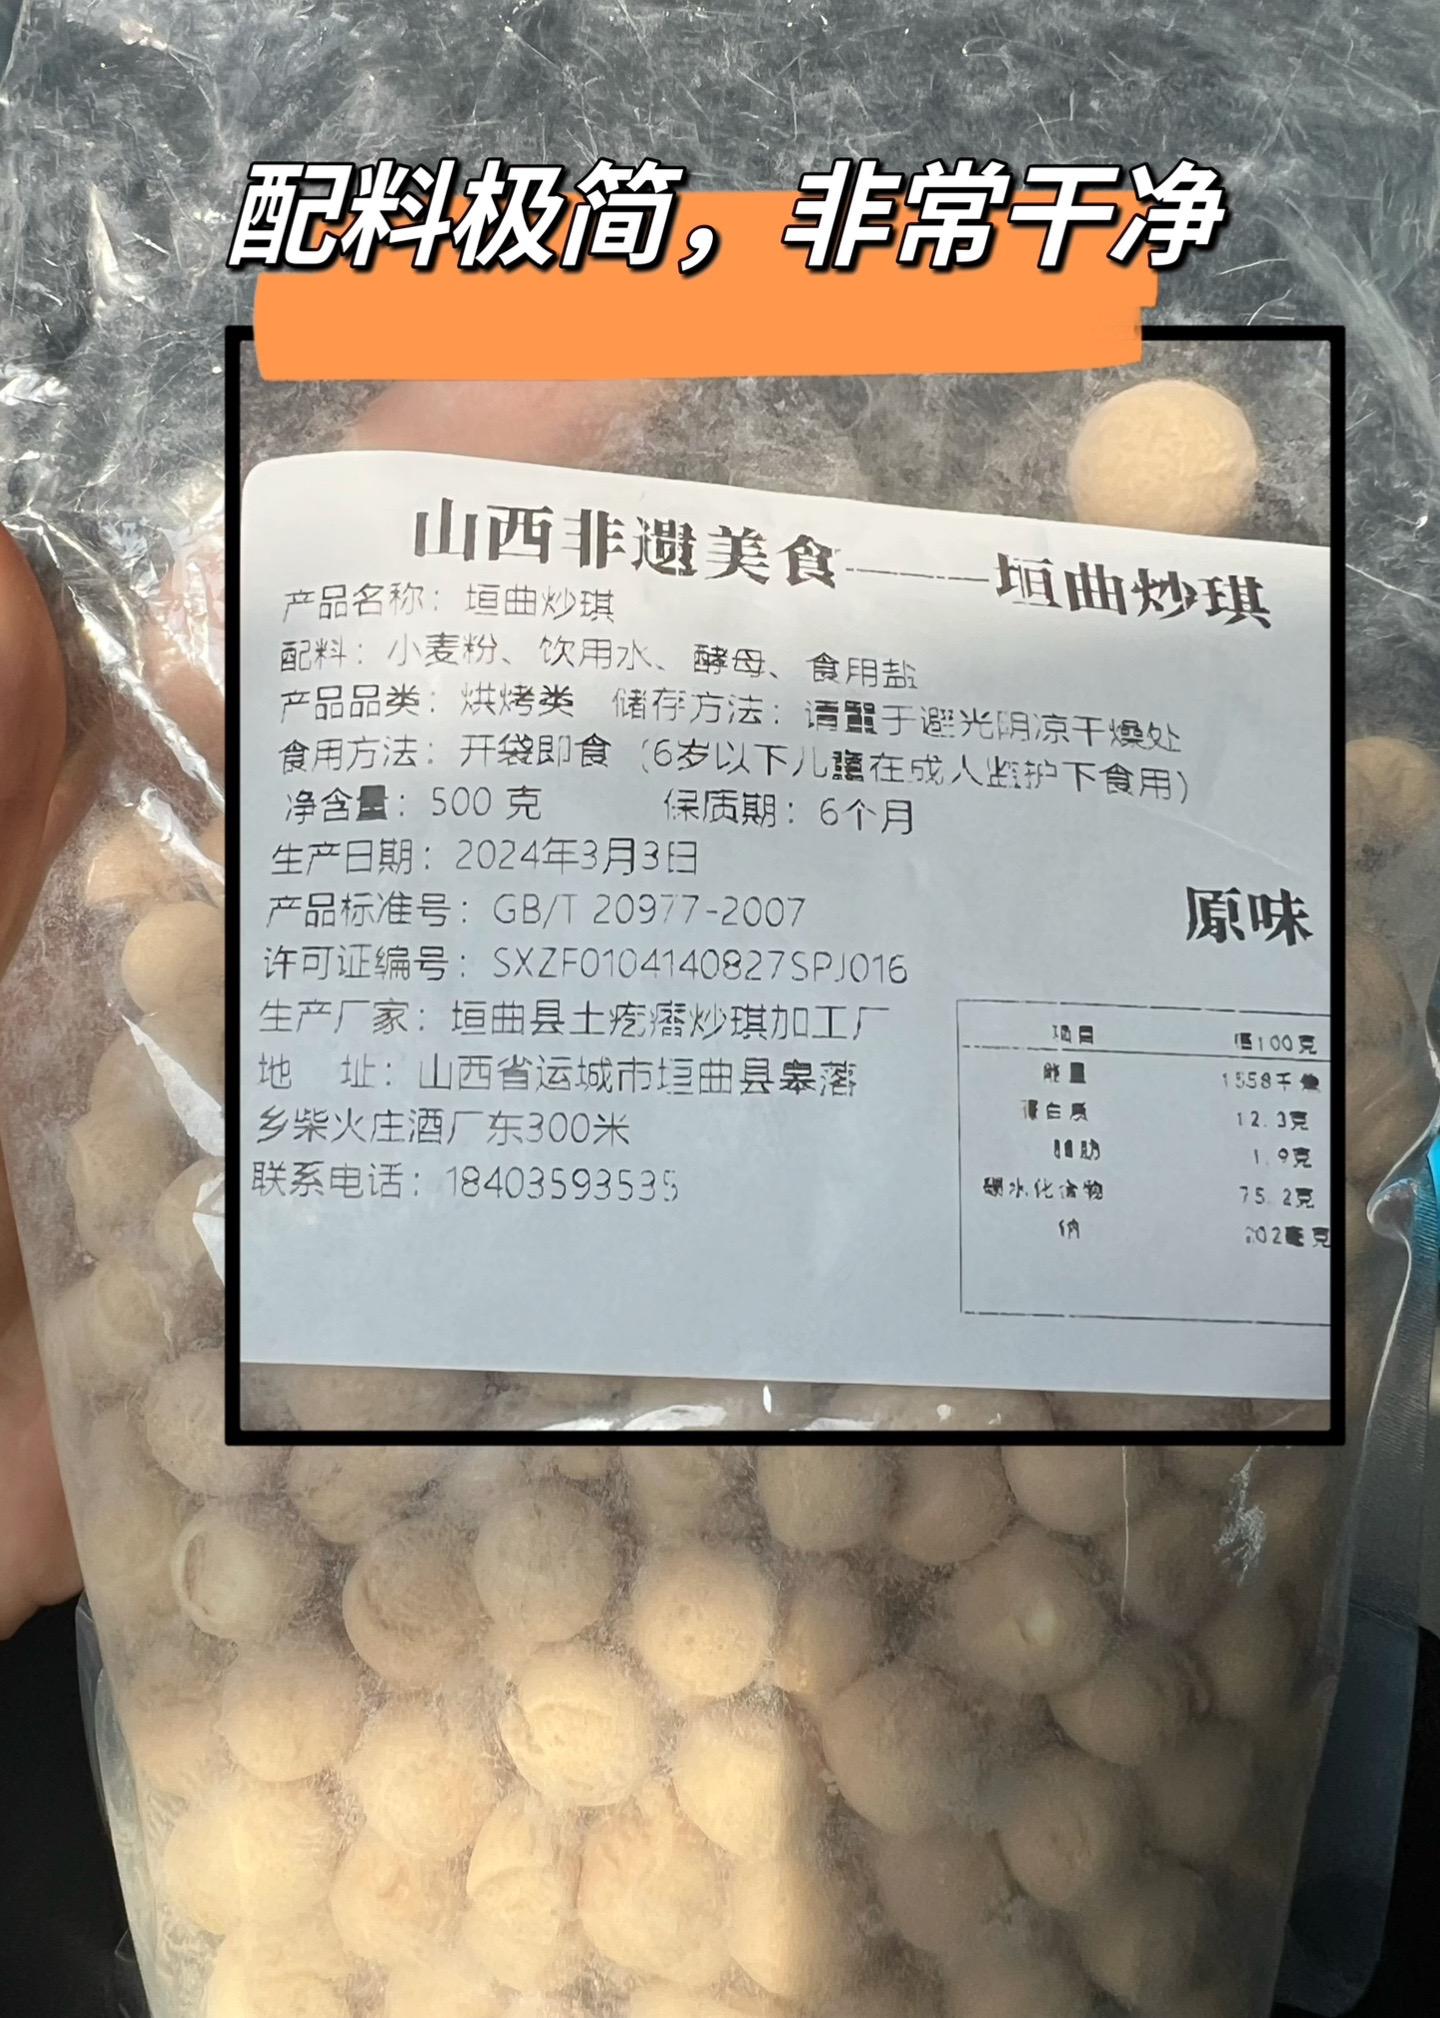 配料极简，非常干净
山西非遗美食——垣曲炒琪
产品名称：垣曲炒琪
配料：小麦粉、饮用水、酵母、食用盐
产品品类：烘烤类 储存方法：请置于避光阴凉干燥处
食用方法：开袋即食（6岁以下儿童在成人监护下食用）
净含量：500 克 保质期：6个月
生产日期：2024年3月3日
产品标准号：GB/T 20977-2007
许可证编号：SXZF0104140827SPJ016
生产厂家：垣曲县土疙瘩炒琪加工厂
地 址：山西省运城市垣曲县皋落
乡柴火庄酒厂东300米
联系电话：18403593535
原味
项目 每100克
能量 1558千焦
蛋白质 12.3克
脂肪 1.9克
碳水化合物 75.2克
钠 202毫克